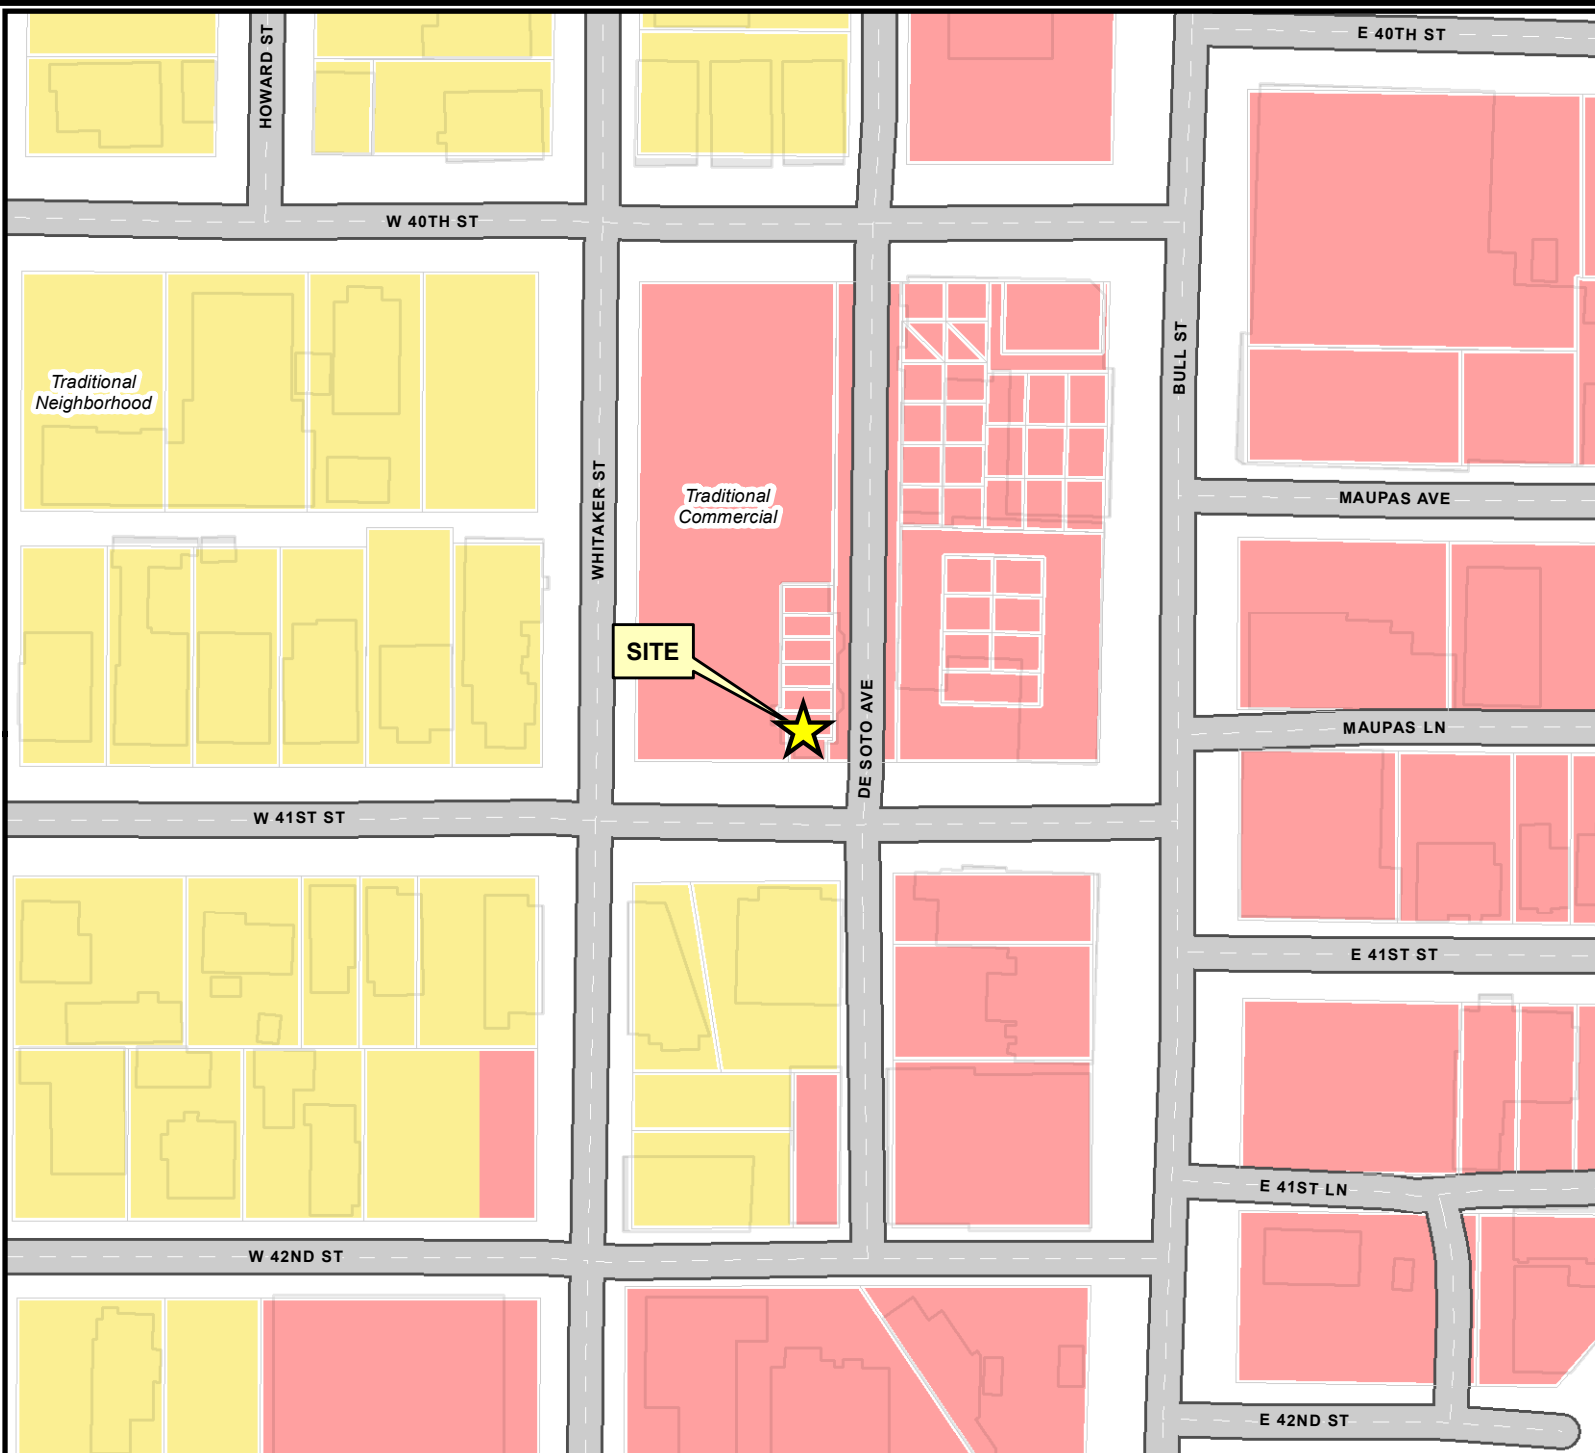 HOWARD ST
E 40TH ST
W 40TH ST
BULL ST
Traditional
Neighborhood
WHITAKER ST
Traditional
Commercial
MAUPAS AVE
SITE
DE SOTO AVE
MAUPAS LN
W 41ST ST
E 41ST ST
E 41ST LN
W 42ND ST
E 42ND ST